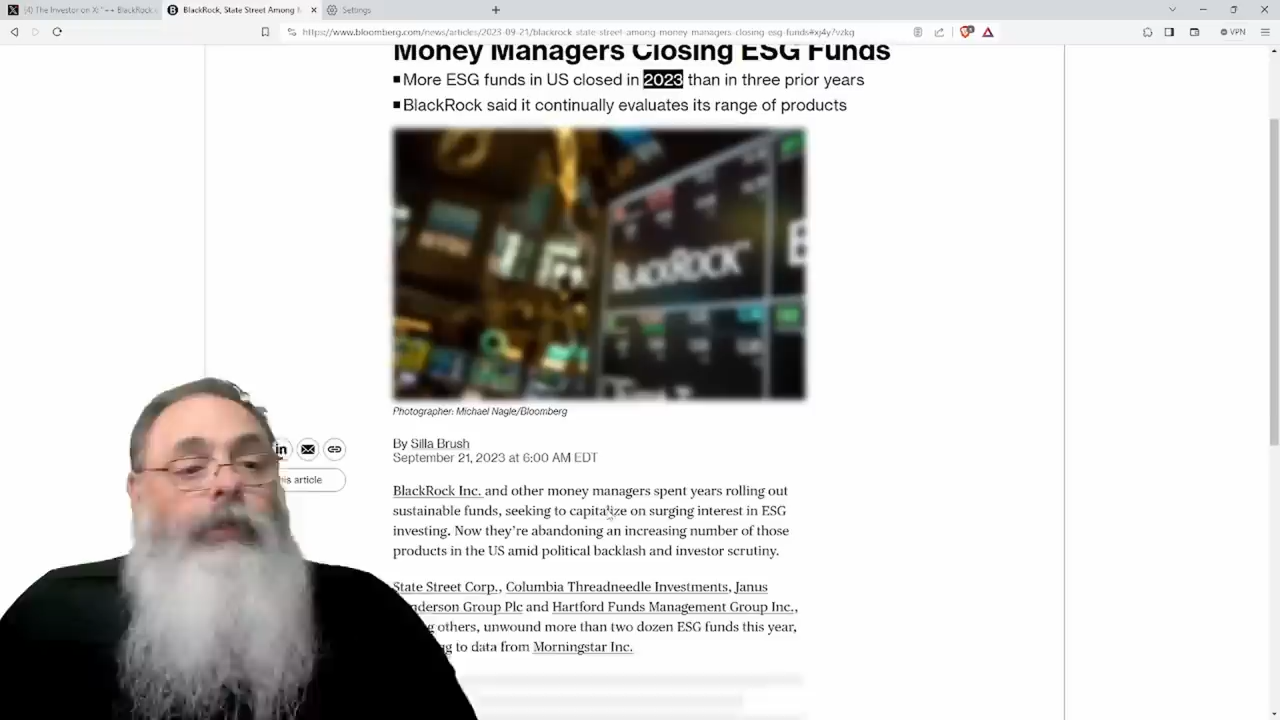 (4) The Investor on X: "++ BlackRock
BlackRock, State Street Among M
Settings
https://www.bloomberg.com/news/articles/2023-09-21/blackrock-state-street-among-money-managers-closing-esg-funds#xj4y7vzkg
VPN
Money Managers Closing ESG Funds
More ESG funds in US closed in 2023 than in three prior years
BlackRock said it continually evaluates its range of products
BLACKROCK
Photographer: Michael Nagle/Bloomberg
By Silla Brush
September 21, 2023 at 6:00 AM EDT
in
his article
BlackRock Inc. and other money managers spent years rolling out
sustainable funds, seeking to capitalize on surging interest in ESG
investing. Now they're abandoning an increasing number of those
products in the US amid political backlash and investor scrutiny.
State Street Corp., Columbia Threadneedle Investments, Janus
nderson Group Plc and Hartford Funds Management Group Inc.,
g others, unwound more than two dozen ESG funds this year,
g to data from Morningstar Inc.